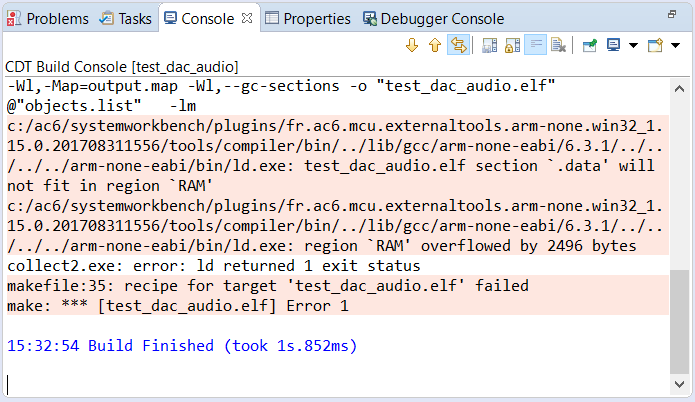 Problems Tasks Console Properties Debugger Console
CDT Build Console [test_dac_audio]
-Wl,-Map=output.map -Wl,--gc-sections -o "test_dac_audio.elf"
@"objects.list"   -lm
c:/ac6/systemworkbench/plugins/fr.ac6.mcu.externaltools.arm-none.win32_1.
15.0.201708311556/tools/compiler/bin/../lib/gcc/arm-none-eabi/6.3.1/../..
/../../arm-none-eabi/bin/ld.exe: test_dac_audio.elf section `.data' will
not fit in region `RAM'
c:/ac6/systemworkbench/plugins/fr.ac6.mcu.externaltools.arm-none.win32_1.
15.0.201708311556/tools/compiler/bin/../lib/gcc/arm-none-eabi/6.3.1/../..
/../../arm-none-eabi/bin/ld.exe: region `RAM' overflowed by 2496 bytes
collect2.exe: error: ld returned 1 exit status
makefile:35: recipe for target 'test_dac_audio.elf' failed
make: *** [test_dac_audio.elf] Error 1
15:32:54 Build Finished (took 1s.852ms)